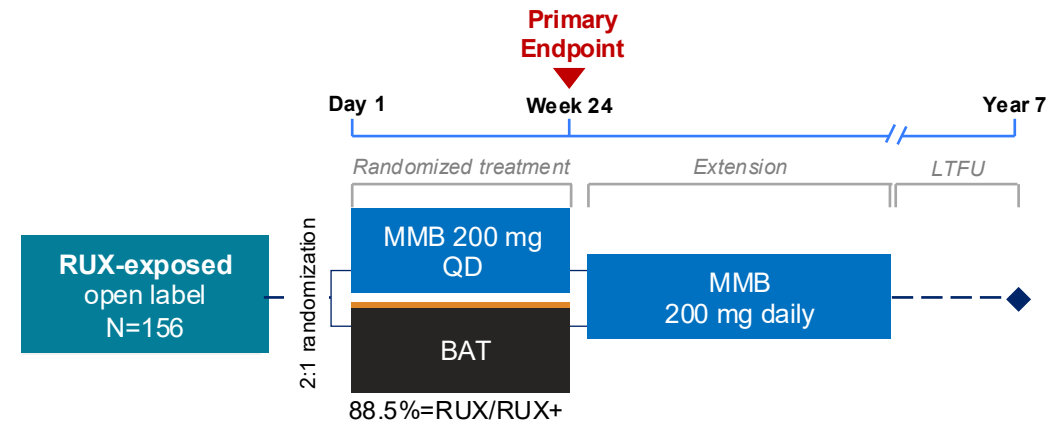 Primary
Endpoint
Day 1
Week 24
Year 7
Randomized treatment
Extension
LTFU
RUX-exposed
open label
N=156
2:1 randomization
MMB 200 mg
QD
BAT
88.5%=RUX/RUX+
MMB
200 mg daily